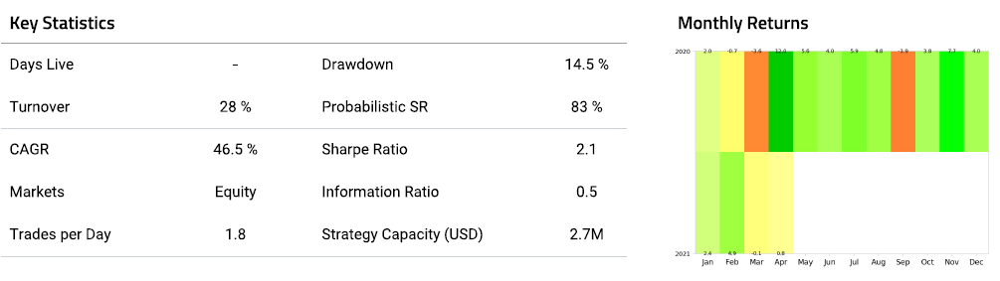 Key Statistics
Days Live - Drawdown 14.5 %
Turnover 28 % Probabilistic SR 83 %
CAGR 46.5 % Sharpe Ratio 2.1
Markets Equity Information Ratio 0.5
Trades per Day 1.8 Strategy Capacity (USD) 2.7M
Monthly Returns
2020 2.0 -0.7 -3.6 12.0 5.6 4.0 5.9 4.8 -3.9 3.8 7.7 4.0
2021 2.4 4.9 -0.1 0.8
Jan Feb Mar Apr May Jun Jul Aug Sep Oct Nov Dec